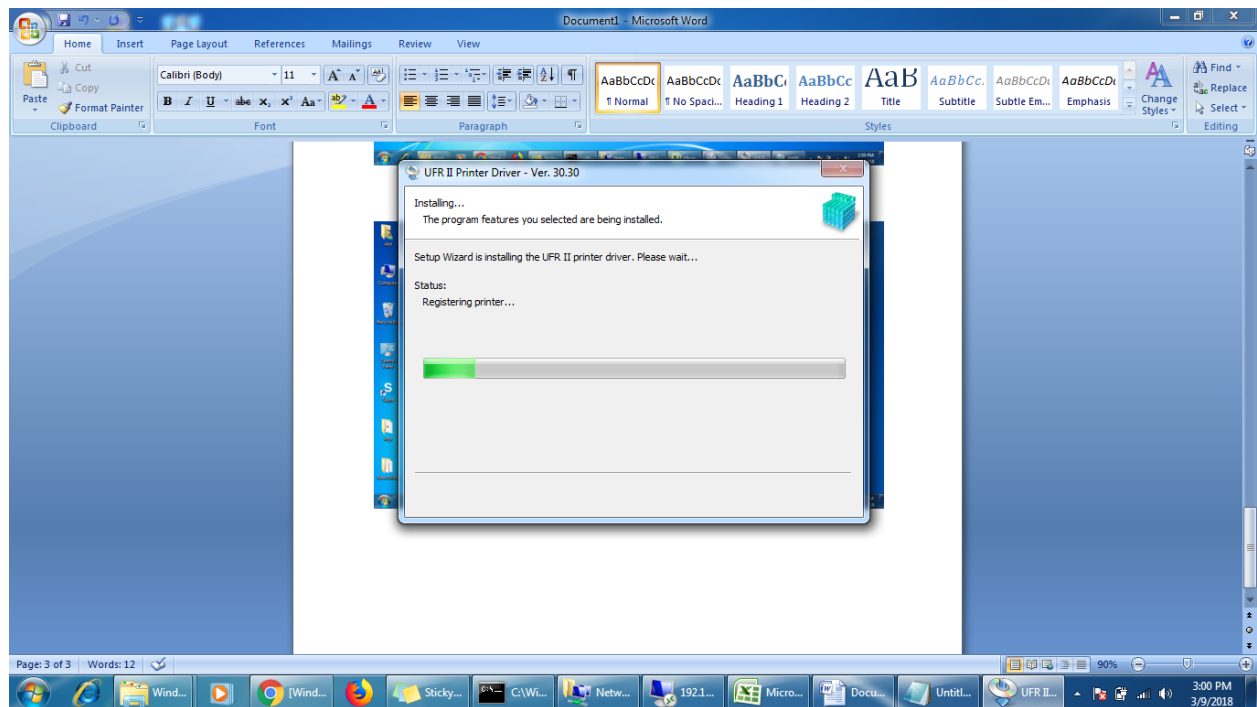 Document1 - Microsoft Word
Home Insert Page Layout References Mailings Review View
Paste
Cut
Copy
Format Painter
Clipboard
Calibri (Body) 11
B I U abc X₂ X² Aa A
Font
Paragraph
AaBbCcDc AaBbCcDc AaBbC AaBbCc AaB AaBbCc. AaBbCcDc AaBbCcDc
¶ Normal ¶ No Spaci... Heading 1 Heading 2 Title Subtitle Subtle Em... Emphasis
Change Styles
Styles
Find
Replace
Select
Editing
UFR II Printer Driver - Ver. 30.30
Installing...
The program features you selected are being installed.
Setup Wizard is installing the UFR II printer driver. Please wait...
Status:
Registering printer...
Page: 3 of 3 Words: 12 90%
Wind... [Wind... Sticky... C:\Wi... Netw... 192.1... Micro... Docu... Untitl... UFR II...
3:00 PM
3/9/2018